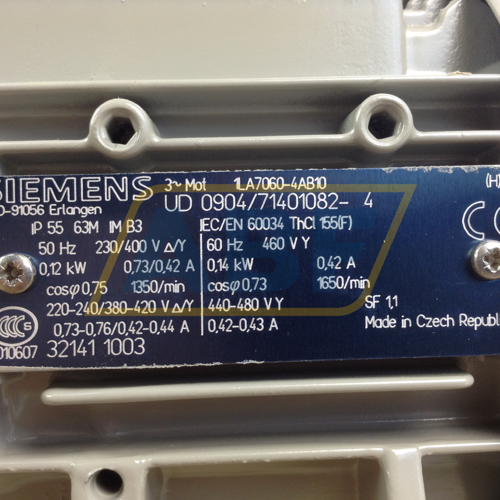 SIEMENS 3~ Mot 1LA7060-4AB10 (H)
D-91056 Erlangen UD 0904/71401082- 4
IP 55 63M IM B3 IEC/EN 60034 ThCl 155(F)
50 Hz 230/400 V Δ/Y 60 Hz 460 V Y
0,12 kW 0,73/0,42 A 0,14 kW 0,42 A
cosφ 0,75 1350/min cosφ 0,73 1650/min
220-240/380-420 V Δ/Y 440-480 V Y SF 1,1
0,73-0,76/0,42-0,44 A 0,42-0,43 A Made in Czech Republi
010607 32141 1003